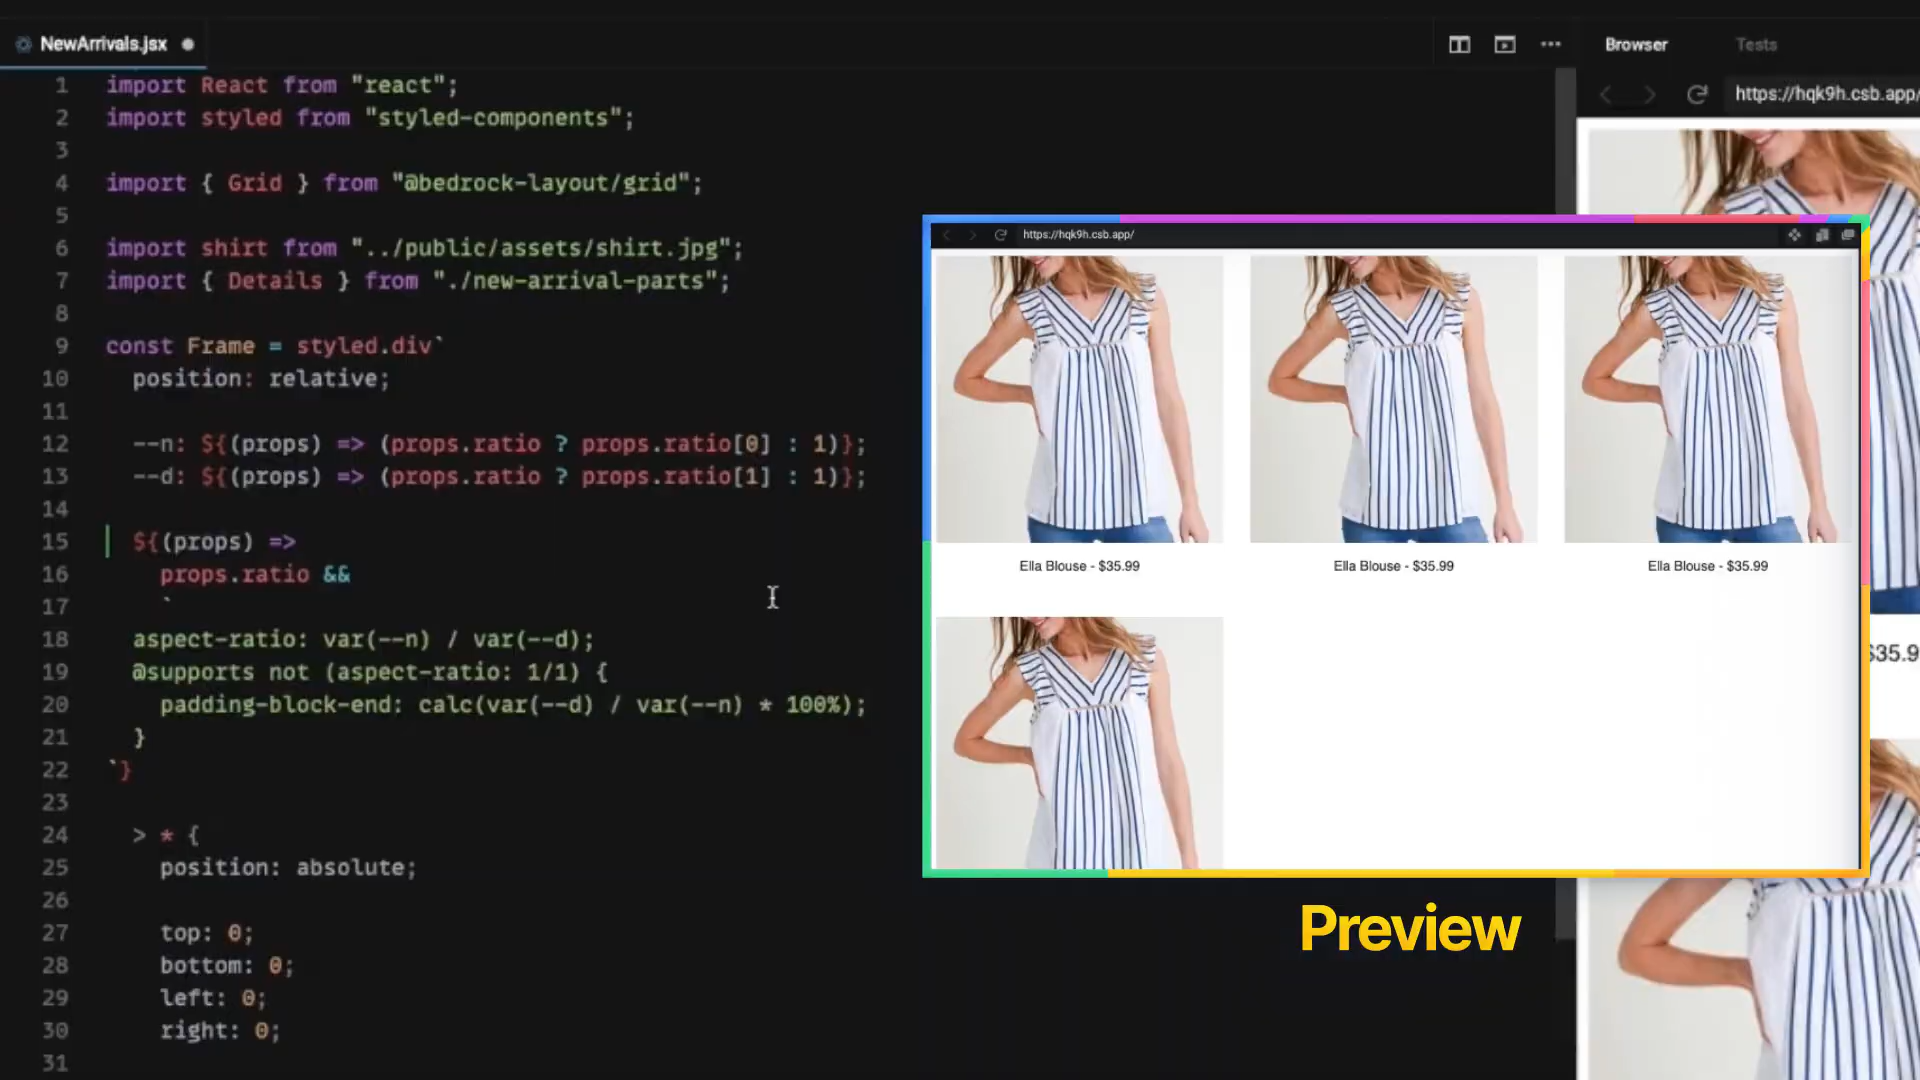 NewArrivals.jsx
Browser
Tests
https://hqk9h.csb.app/
1 import React from "react";
2 import styled from "styled-components";
3
4 import { Grid } from "@bedrock-layout/grid";
5
6 import shirt from "../public/assets/shirt.jpg";
7 import { Details } from "./new-arrival-parts";
8
9 const Frame = styled.div`
10 position: relative;
11
12 --n: ${(props) => (props.ratio ? props.ratio[0] : 1)};
13 --d: ${(props) => (props.ratio ? props.ratio[1] : 1)};
14
15 ${(props) =>
16 props.ratio &&
17 `
18 aspect-ratio: var(--n) / var(--d);
19 @supports not (aspect-ratio: 1/1) {
20 padding-block-end: calc(var(--d) / var(--n) * 100%);
21 }
22 `}
23
24 > * {
25 position: absolute;
26
27 top: 0;
28 bottom: 0;
29 left: 0;
30 right: 0;
31
https://hqk9h.csb.app/
Ella Blouse - $35.99
Ella Blouse - $35.99
Ella Blouse - $35.99
$35.9
Preview